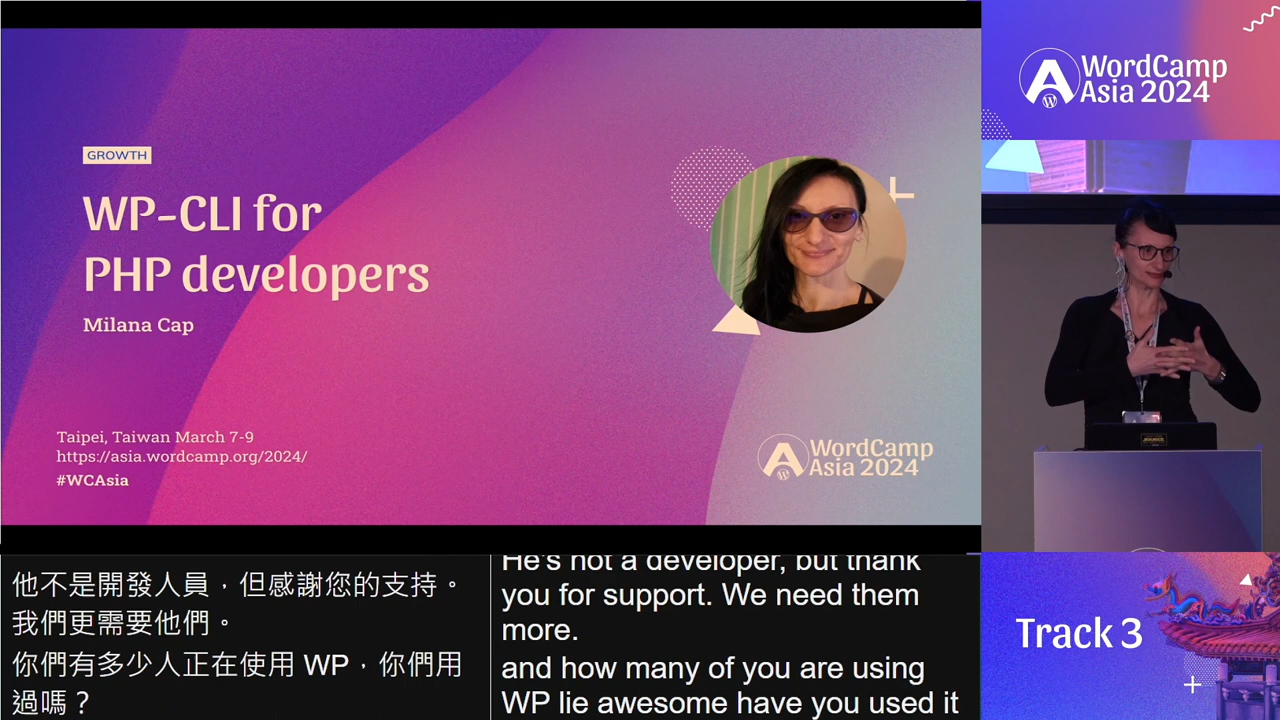 GROWTH
WP-CLI for
PHP developers
Milana Cap
Taipei, Taiwan March 7-9
https://asia.wordcamp.org/2024/
#WCAsia
WordCamp
Asia 2024
WordCamp
Asia 2024
Track 3
他不是開發人員，但感謝您的支持。
我們更需要他們。
你們有多少人正在使用 WP，你們用
過嗎？
He's not a developer, but thank
you for support. We need them
more.
and how many of you are using
WP lie awesome have you used it